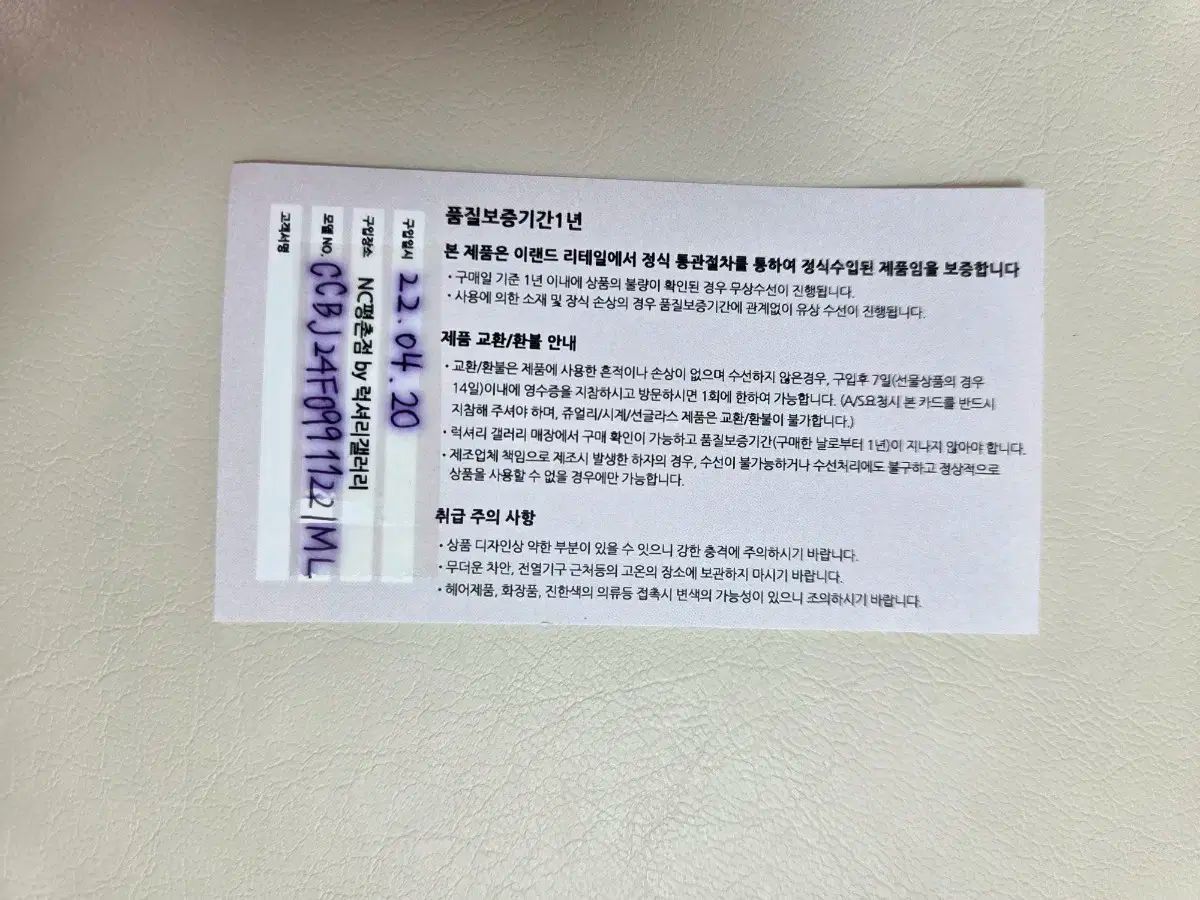 품질보증기간1년
본 제품은 이랜드 리테일에서 정식 통관절차를 통하여 정식수입된 제품임을 보증합니다
· 구매일 기준 1년 이내에 상품의 불량이 확인된 경우 무상수선이 진행됩니다.
· 사용에 의한 소재 및 장식 손상의 경우 품질보증기간에 관계없이 유상 수선이 진행됩니다.
제품 교환/환불 안내
· 교환/환불은 제품에 사용한 흔적이나 손상이 없으며 수선하지 않은경우, 구입후 7일(선물상품의 경우
14일)이내에 영수증을 지참하시고 방문하시면 1회에 한하여 가능합니다. (A/S요청시 본 카드를 반드시
지참해 주셔야 하며, 쥬얼리/시계/선글라스 제품은 교환/환불이 불가합니다.)
· 럭셔리 갤러리 매장에서 구매 확인이 가능하고 품질보증기간(구매한 날로부터 1년)이 지나지 않아야 합니다.
· 제조업체 책임으로 제조시 발생한 하자의 경우, 수선이 불가능하거나 수선처리에도 불구하고 정상적으로
상품을 사용할 수 없을 경우에만 가능합니다.
취급 주의 사항
· 상품 디자인상 약한 부분이 있을 수 잇으니 강한 충격에 주의하시기 바랍니다.
· 무더운 차안, 전열기구 근처등의 고온의 장소에 보관하지 마시기 바랍니다.
· 헤어제품, 화장품, 진한색의 의류등 접촉시 변색의 가능성이 있으니 조의하시기 바랍니다.
구입일시 22.04.20
구입장소 NC평촌점 by 럭셔리갤러리
모델 NO. CCBJ24F0991122/ML
고객서명